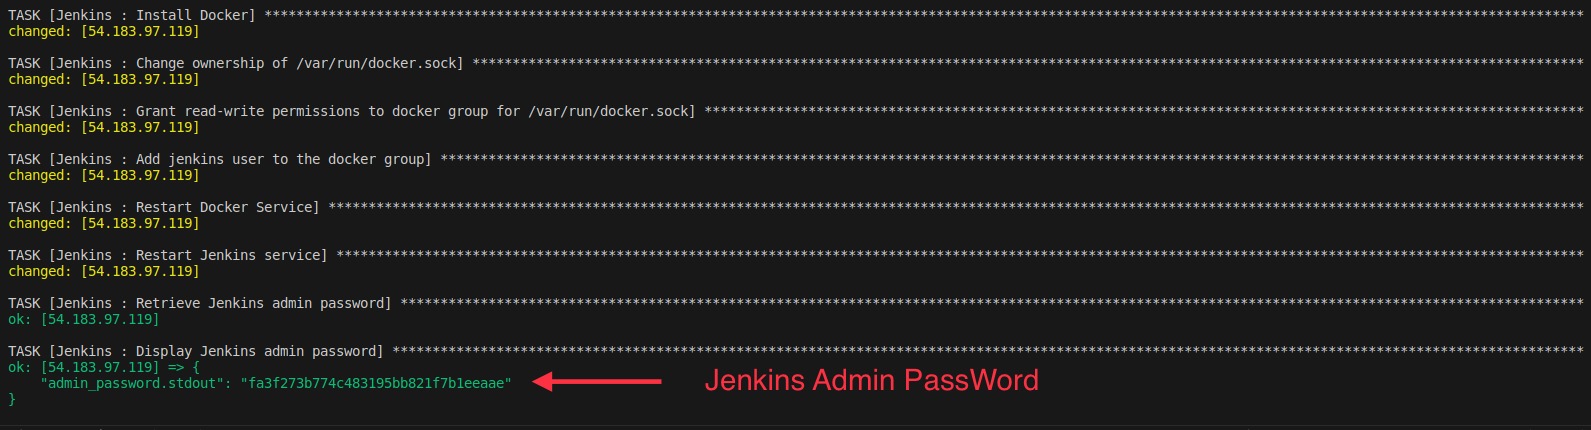 TASK [Jenkins : Install Docker] *********************************************************************************************************************************************************************
changed: [54.183.97.119]
TASK [Jenkins : Change ownership of /var/run/docker.sock] *******************************************************************************************************************************************
changed: [54.183.97.119]
TASK [Jenkins : Grant read-write permissions to docker group for /var/run/docker.sock] **************************************************************************************************************
changed: [54.183.97.119]
TASK [Jenkins : Add jenkins user to the docker group] ***********************************************************************************************************************************************
changed: [54.183.97.119]
TASK [Jenkins : Restart Docker Service] *************************************************************************************************************************************************************
changed: [54.183.97.119]
TASK [Jenkins : Restart Jenkins service] ************************************************************************************************************************************************************
changed: [54.183.97.119]
TASK [Jenkins : Retrieve Jenkins admin password] ****************************************************************************************************************************************************
ok: [54.183.97.119]
TASK [Jenkins : Display Jenkins admin password] *****************************************************************************************************************************************************
ok: [54.183.97.119] => {
"admin_password.stdout": "fa3f273b774c483195bb821f7b1eeaae"
Jenkins Admin PassWord
}